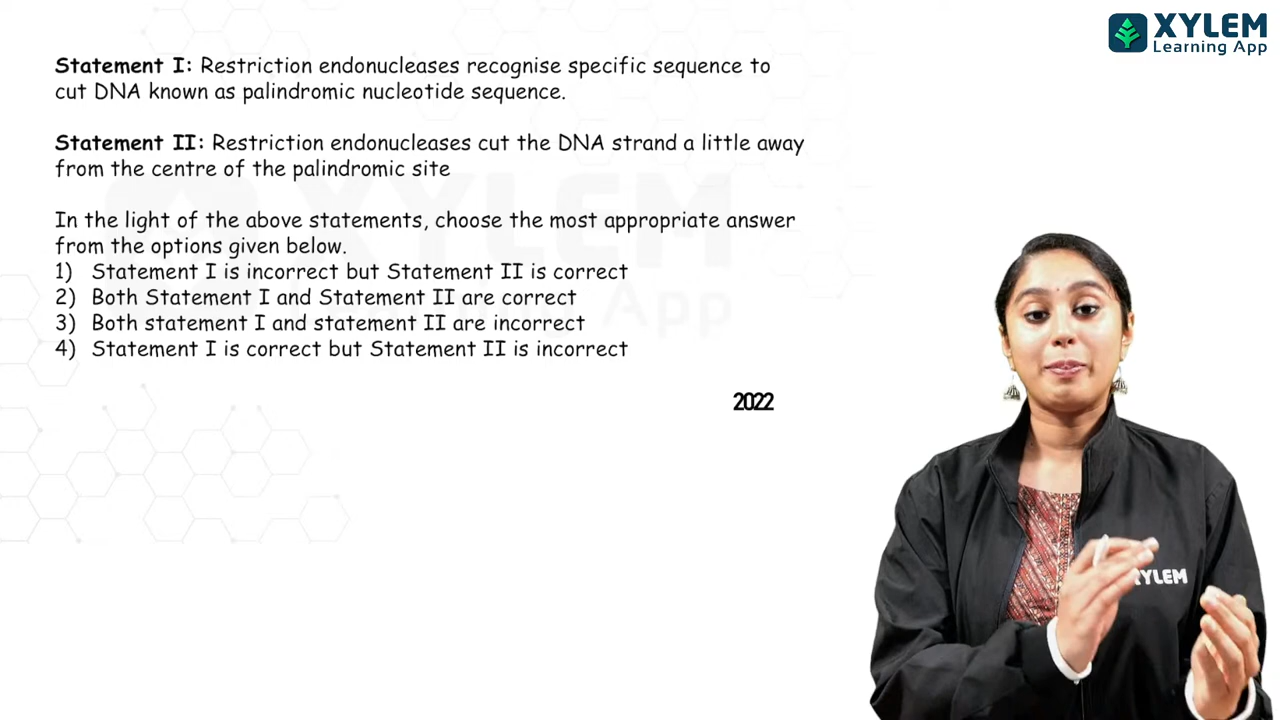 XYLEM
Learning App
Statement I: Restriction endonucleases recognise specific sequence to
cut DNA known as palindromic nucleotide sequence.
Statement II: Restriction endonucleases cut the DNA strand a little away
from the centre of the palindromic site
In the light of the above statements, choose the most appropriate answer
from the options given below.
1) Statement I is incorrect but Statement II is correct
2) Both Statement I and Statement II are correct
3) Both statement I and statement II are incorrect
4) Statement I is correct but Statement II is incorrect
2022
XYLEM
XYLEM
App